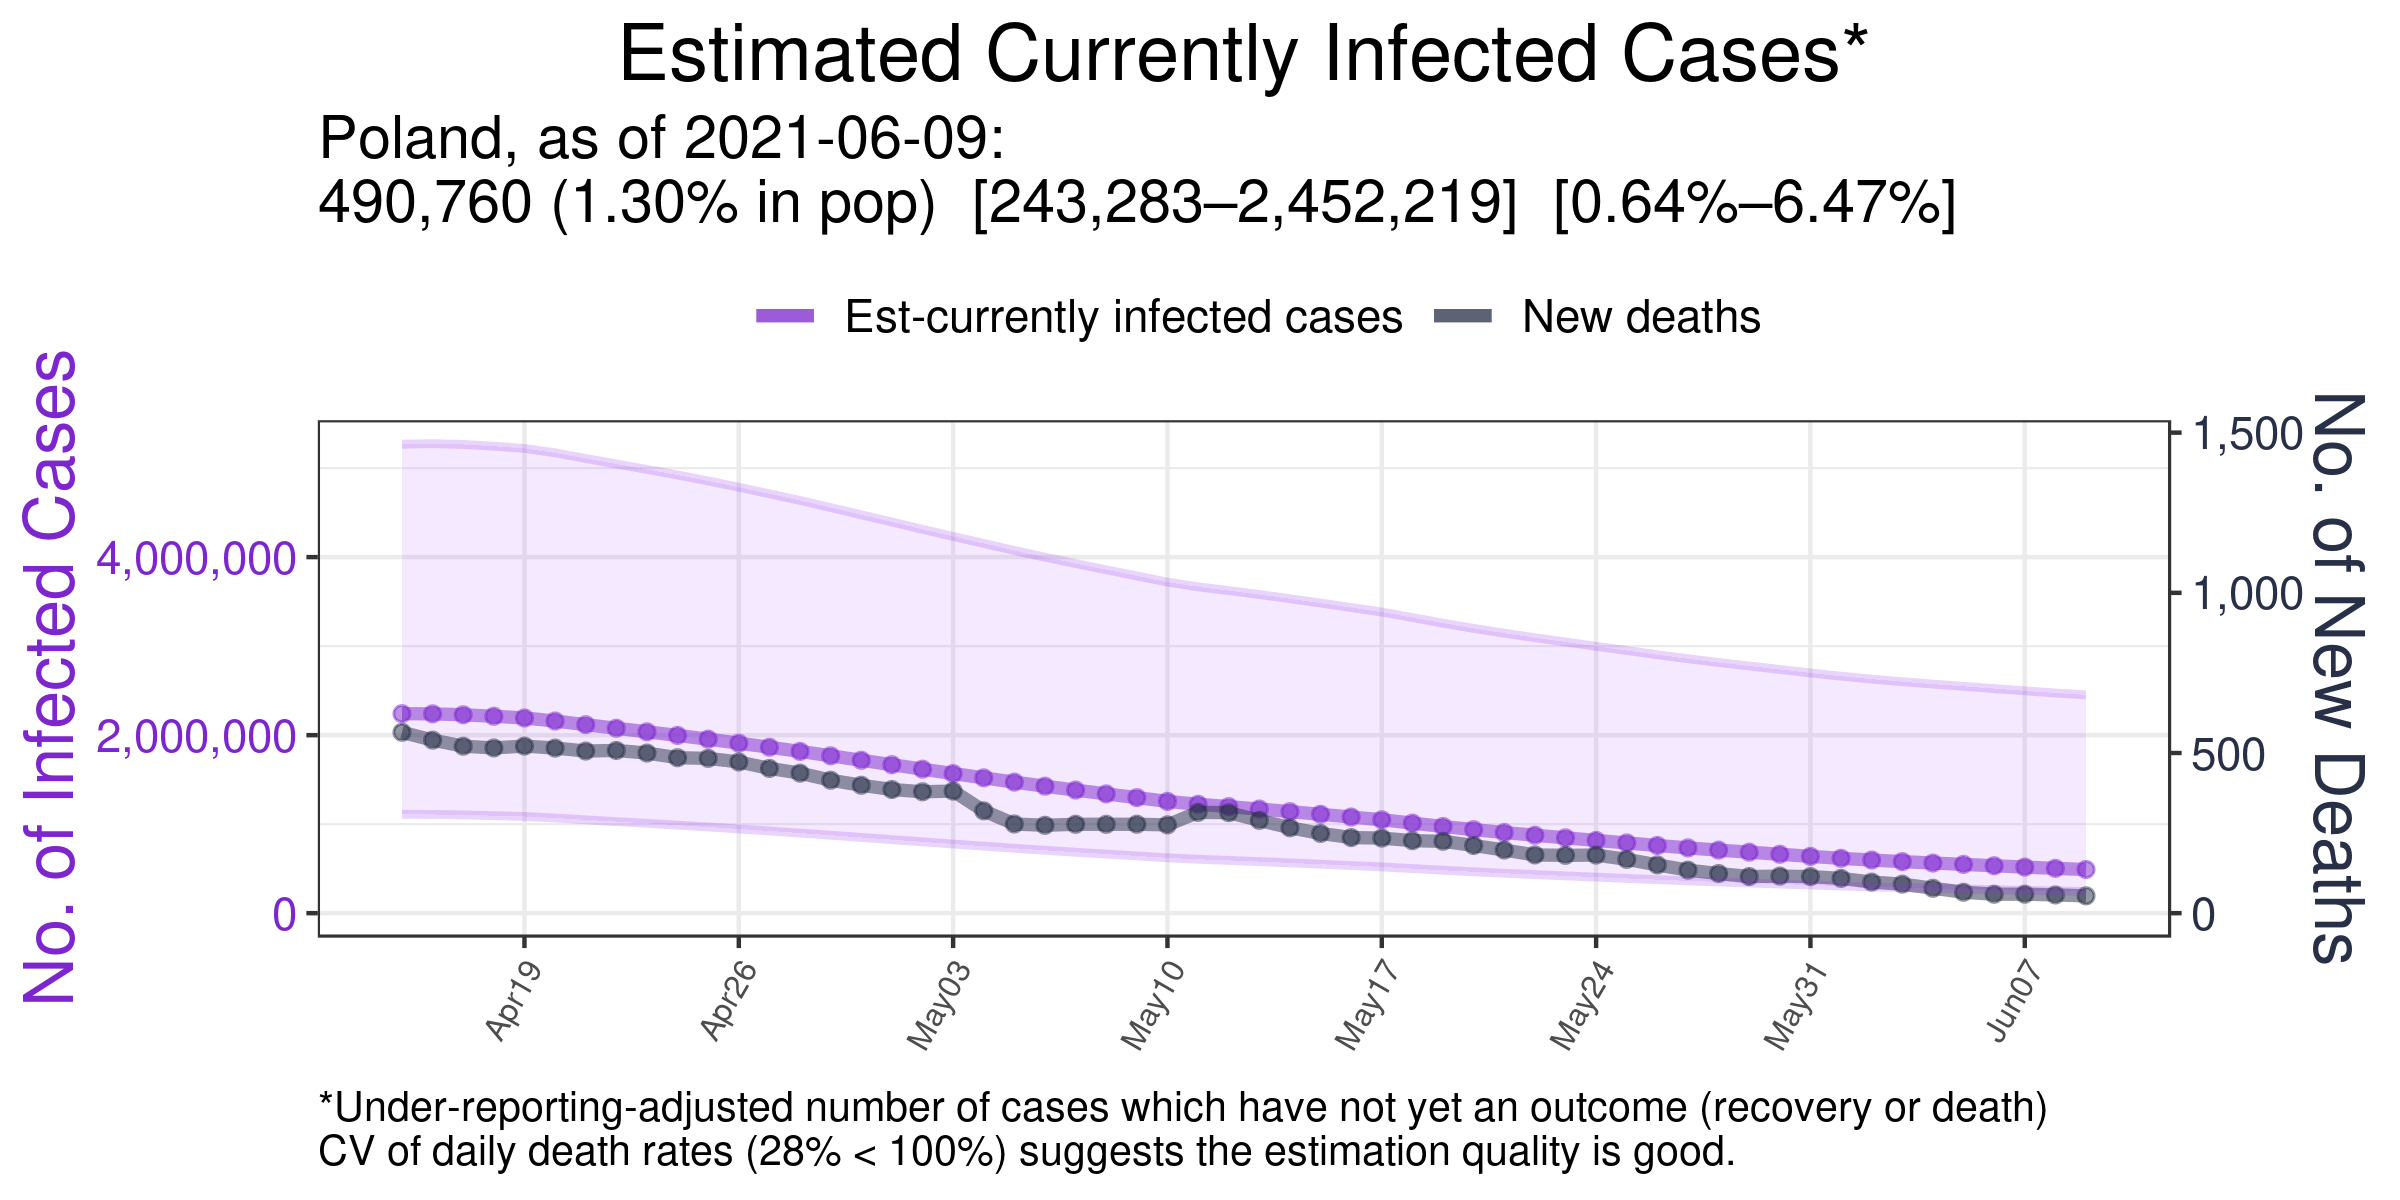 Estimated Currently Infected Cases*
Poland, as of 2021-06-09:
490,760 (1.30% in pop)  [243,283–2,452,219]  [0.64%–6.47%]
Est-currently infected cases
New deaths
No. of Infected Cases
4,000,000
2,000,000
0
1,500
1,000
500
0
No. of New Deaths
Apr19
Apr26
May03
May10
May17
May24
May31
Jun07
*Under-reporting-adjusted number of cases which have not yet an outcome (recovery or death)
CV of daily death rates (28% < 100%) suggests the estimation quality is good.